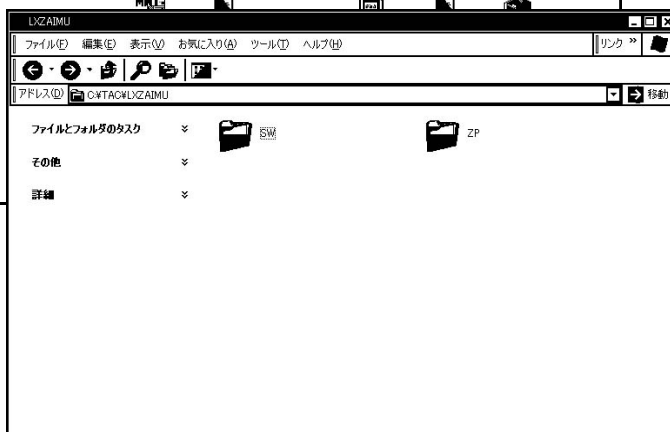 LXZAIMU
ファイル(F) 編集(E) 表示(V) お気に入り(A) ツール(T) ヘルプ(H) リンク »
アドレス(D) C:¥TAC¥LXZAIMU 移動
ファイルとフォルダのタスク
SW
ZP
その他
詳細